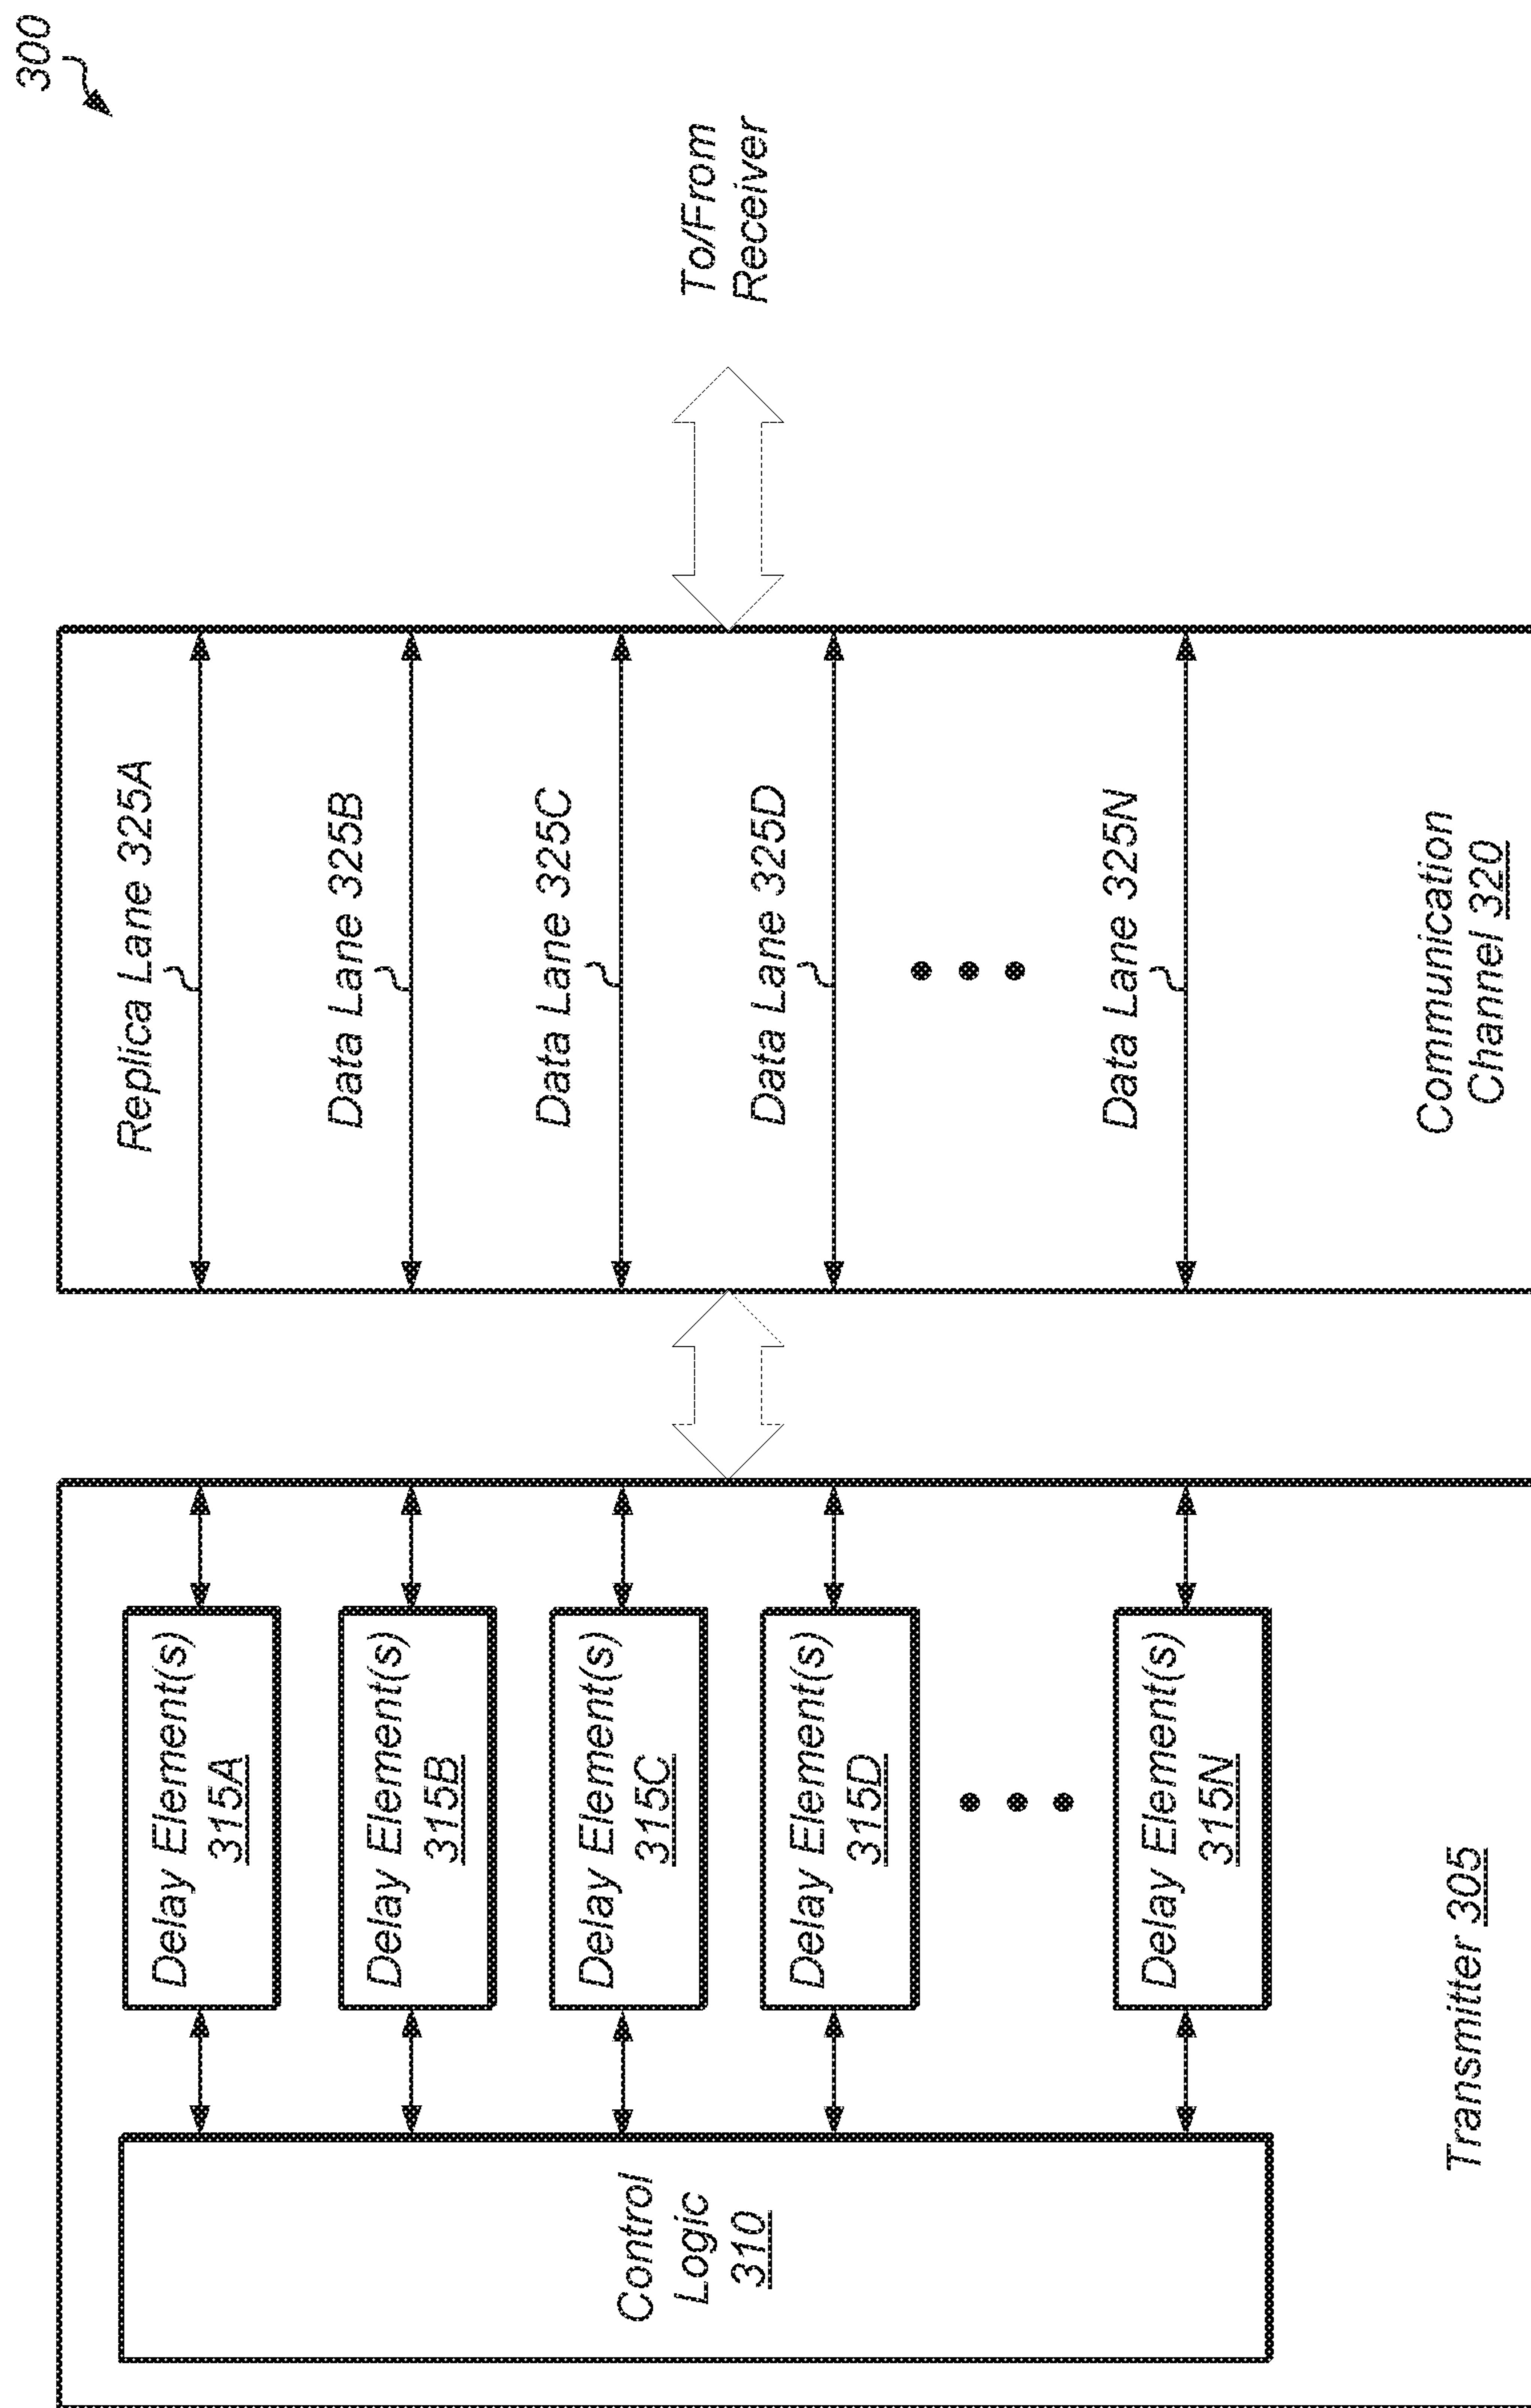 300
Control
Logic
310
Delay Element(s)
315A
Delay Element(s)
315B
Delay Element(s)
315C
Delay Element(s)
315D
Delay Element(s)
315N
Transmitter 305
Replica Lane 325A
Data Lane 325B
Data Lane 325C
Data Lane 325D
Data Lane 325N
Communication
Channel 320
To/From
Receiver